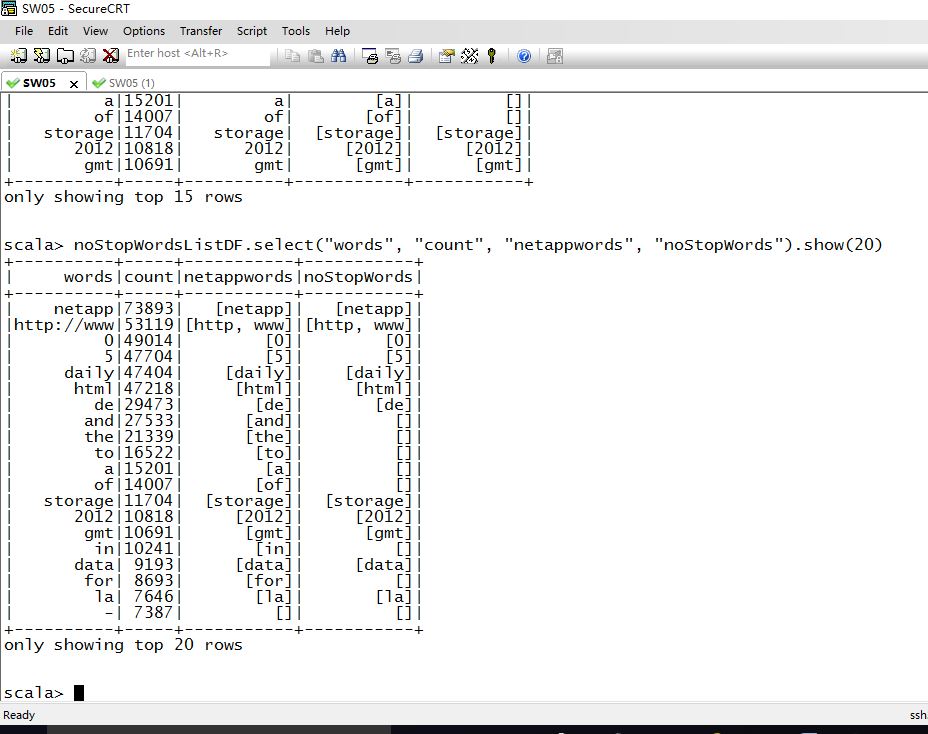 SW05 - SecureCRT
File Edit View Options Transfer Script Tools Help
Enter host <Alt+R>
SW05 x SW05 (1)
| a|15201| a| [a]| []|
| of|14007| of| [of]| []|
| storage|11704| storage| [storage]| [storage]|
| 2012|10818| 2012| [2012]| [2012]|
| gmt|10691| gmt| [gmt]| [gmt]|
+----------+-----+----------+-----------+-----------+
only showing top 15 rows
scala> noStopWordsListDF.select("words", "count", "netappwords", "noStopWords").show(20)
+----------+-----+-----------+-----------+
| words|count|netappwords|noStopWords|
+----------+-----+-----------+-----------+
| netapp|73893| [netapp]| [netapp]|
|http://www|53119|[http, www]|[http, www]|
| 0|49014| [0]| [0]|
| 5|47704| [5]| [5]|
| daily|47404| [daily]| [daily]|
| html|47218| [html]| [html]|
| de|29473| [de]| [de]|
| and|27533| [and]| []|
| the|21339| [the]| []|
| to|16522| [to]| []|
| a|15201| [a]| []|
| of|14007| [of]| []|
| storage|11704| [storage]| [storage]|
| 2012|10818| [2012]| [2012]|
| gmt|10691| [gmt]| [gmt]|
| in|10241| [in]| []|
| data| 9193| [data]| [data]|
| for| 8693| [for]| []|
| la| 7646| [la]| [la]|
| -| 7387| []| []|
+----------+-----+-----------+-----------+
only showing top 20 rows
scala>
Ready ssh